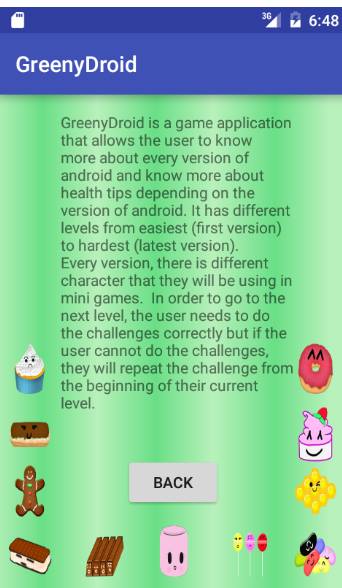 3G 6:48
GreenyDroid
GreenyDroid is a game application
that allows the user to know
more about every version of
android and know more about
health tips depending on the
version of android. It has different
levels from easiest (first version)
to hardest (latest version).
Every version, there is different
character that they will be using in
mini games.  In order to go to the
next level, the user needs to do
the challenges correctly but if the
user cannot do the challenges,
they will repeat the challenge from
the beginning of their current
level.
BACK